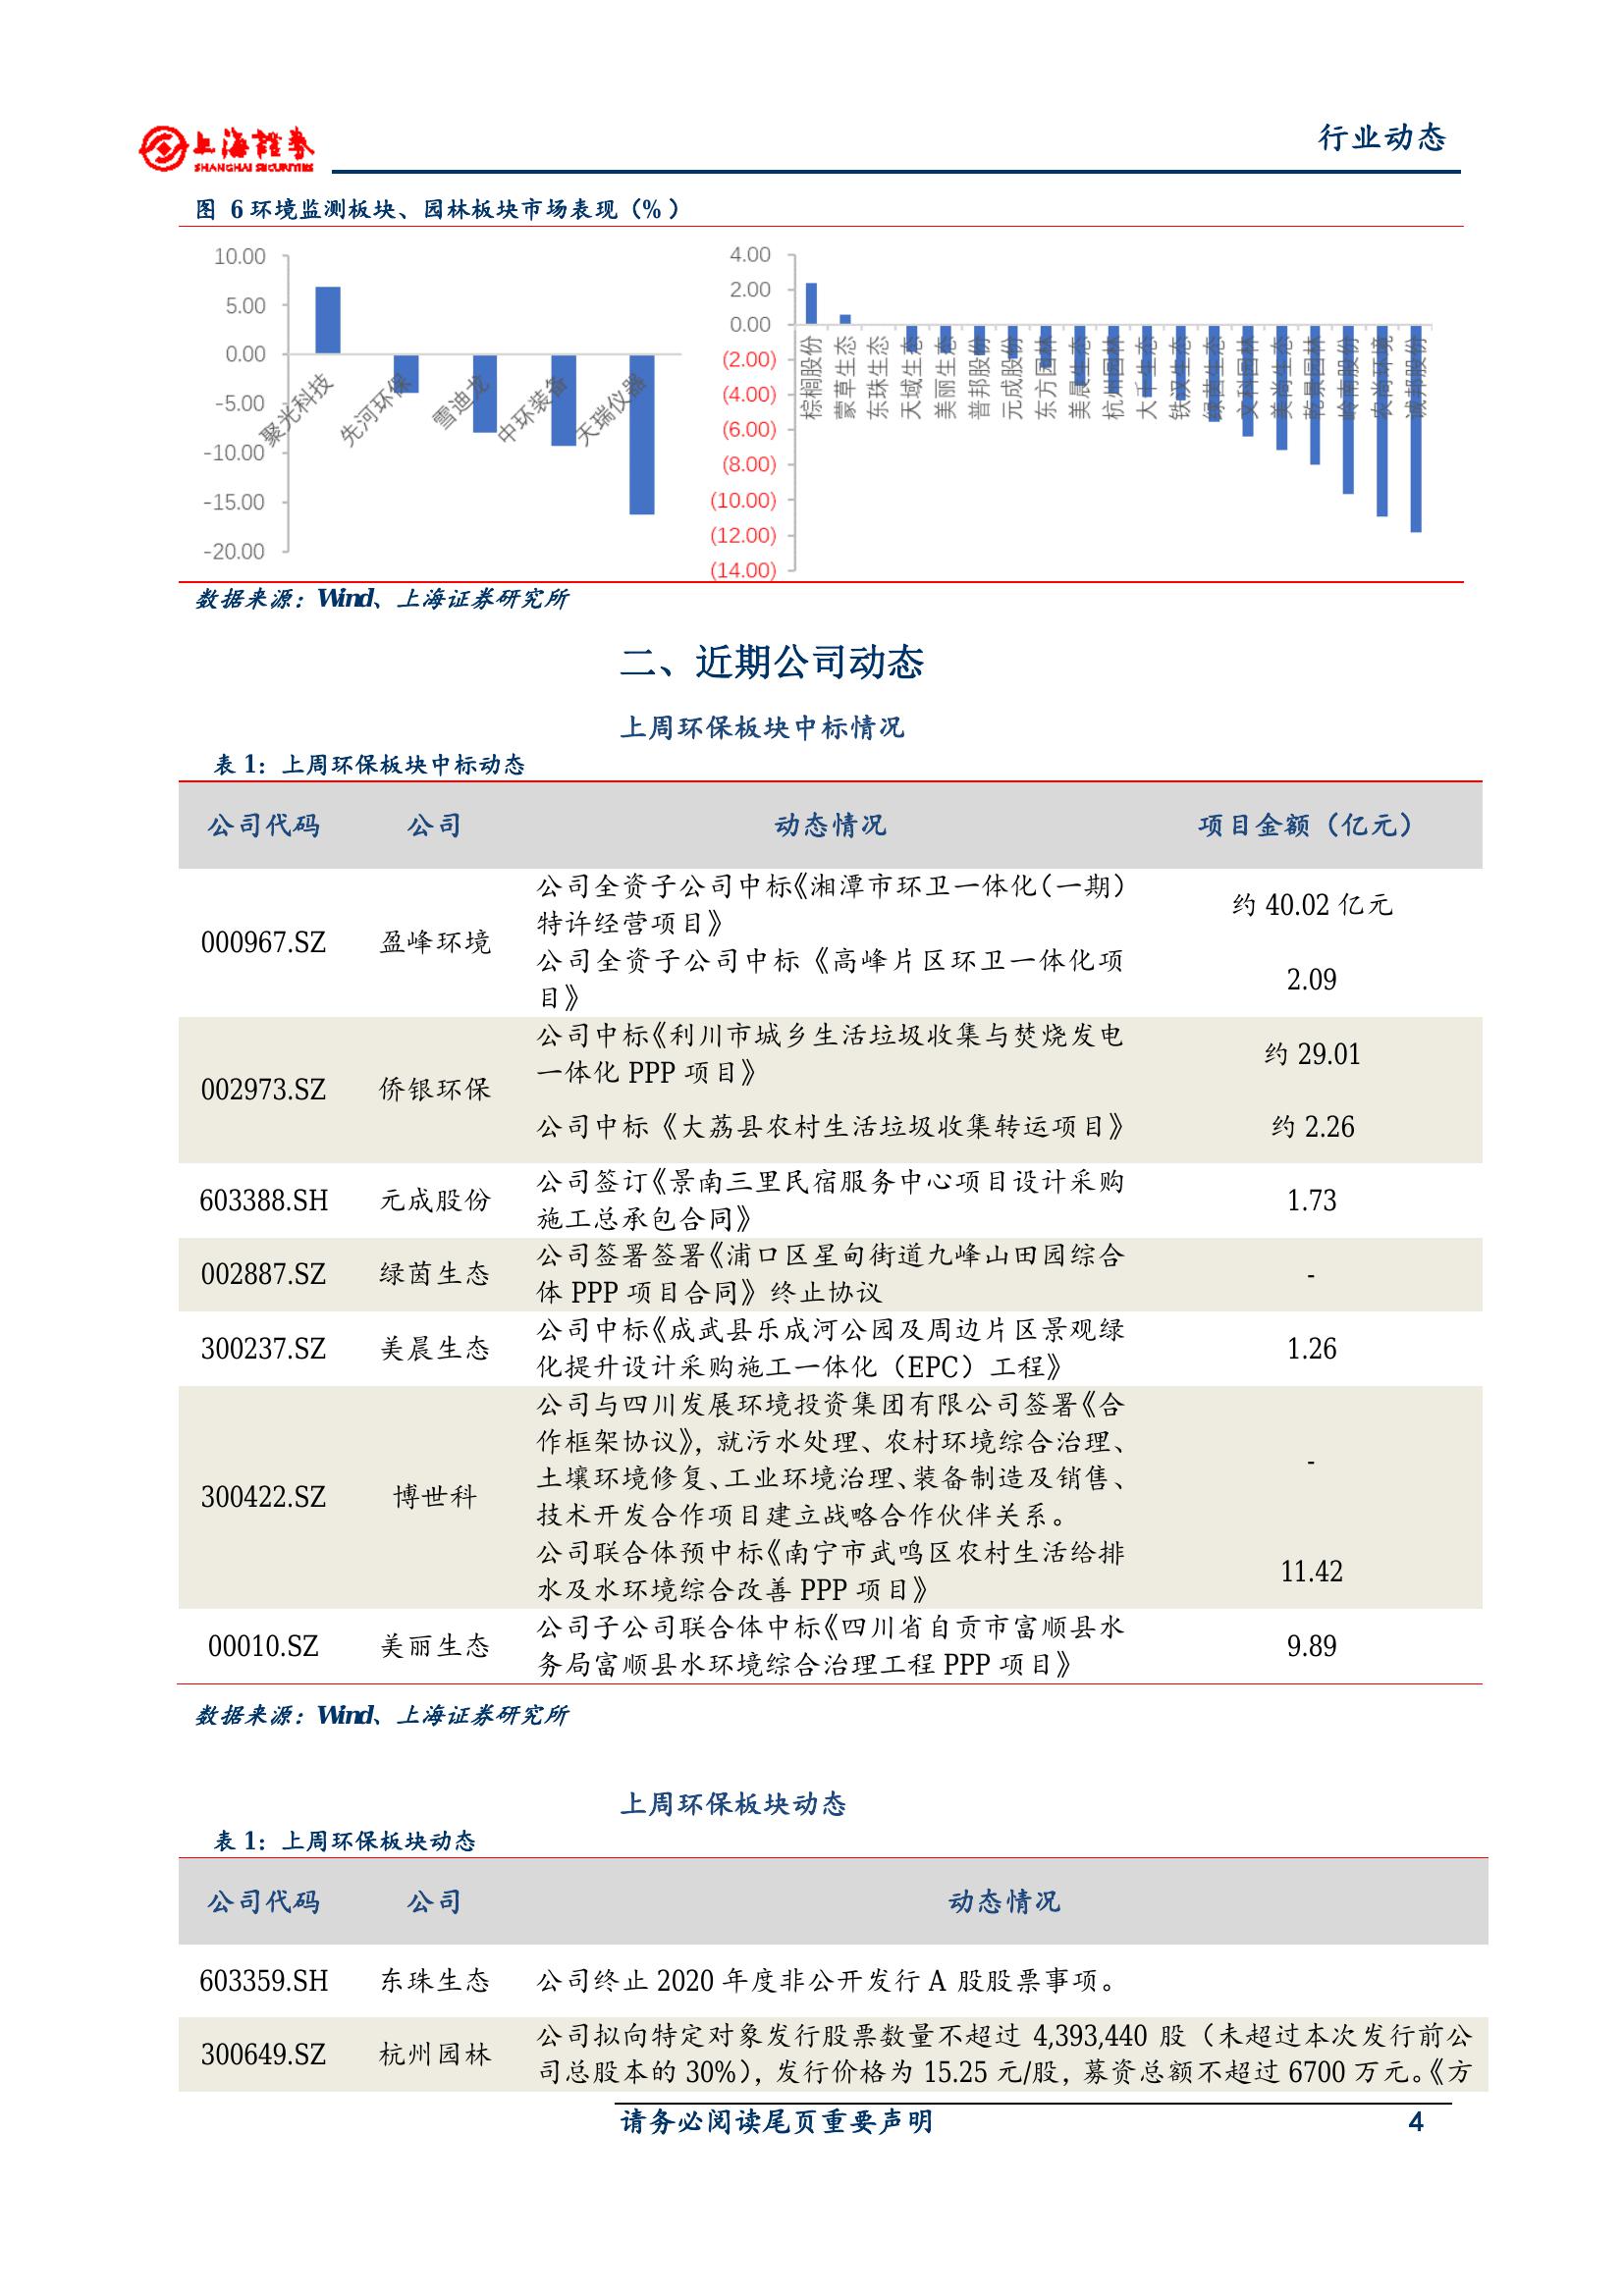 上海證券
SHANGHAI SECURITIES
行业动态
图 6 环境监测板块、园林板块市场表现（%）
10.00
5.00
0.00
-5.00
-10.00
-15.00
-20.00
聚光科技
先河环保
雪迪龙
中环装备
天瑞仪器
4.00
2.00
0.00
(2.00)
(4.00)
(6.00)
(8.00)
(10.00)
(12.00)
(14.00)
棕榈股份
蒙草生态
东珠生态
天域生态
美丽生态
普邦股份
元成股份
东方园林
美晨生态
杭州园林
大千生态
铁汉生态
绿茵生态
文科园林
美尚生态
乾景园林
岭南股份
农尚环境
诚邦股份
数据来源：Wind、上海证券研究所
二、近期公司动态
上周环保板块中标情况
表 1：上周环保板块中标动态
公司代码 公司 动态情况 项目金额（亿元）
公司全资子公司中标《湘潭市环卫一体化（一期）
特许经营项目》
约 40.02 亿元
000967.SZ 盈峰环境
公司全资子公司中标《高峰片区环卫一体化项
目》
2.09
公司中标《利川市城乡生活垃圾收集与焚烧发电
一体化 PPP 项目》
约 29.01
002973.SZ 侨银环保
公司中标《大荔县农村生活垃圾收集转运项目》 约 2.26
公司签订《景南三里民宿服务中心项目设计采购
603388.SH 元成股份 1.73
施工总承包合同》
公司签署签署《浦口区星甸街道九峰山田园综合
002887.SZ 绿茵生态 -
体 PPP 项目合同》终止协议
公司中标《成武县乐成河公园及周边片区景观绿
300237.SZ 美晨生态 1.26
化提升设计采购施工一体化（EPC）工程》
公司与四川发展环境投资集团有限公司签署《合
作框架协议》，就污水处理、农村环境综合治理、
-
土壤环境修复、工业环境治理、装备制造及销售、
300422.SZ 博世科
技术开发合作项目建立战略合作伙伴关系。
公司联合体预中标《南宁市武鸣区农村生活给排
11.42
水及水环境综合改善 PPP 项目》
公司子公司联合体中标《四川省自贡市富顺县水
00010.SZ 美丽生态 9.89
务局富顺县水环境综合治理工程 PPP 项目》
数据来源：Wind、上海证券研究所
上周环保板块动态
表 1：上周环保板块动态
公司代码 公司 动态情况
603359.SH 东珠生态 公司终止 2020 年度非公开发行 A 股股票事项。
公司拟向特定对象发行股票数量不超过 4,393,440 股（未超过本次发行前公
300649.SZ 杭州园林
司总股本的 30%），发行价格为 15.25 元/股，募资总额不超过 6700 万元。《方
请务必阅读尾页重要声明 4